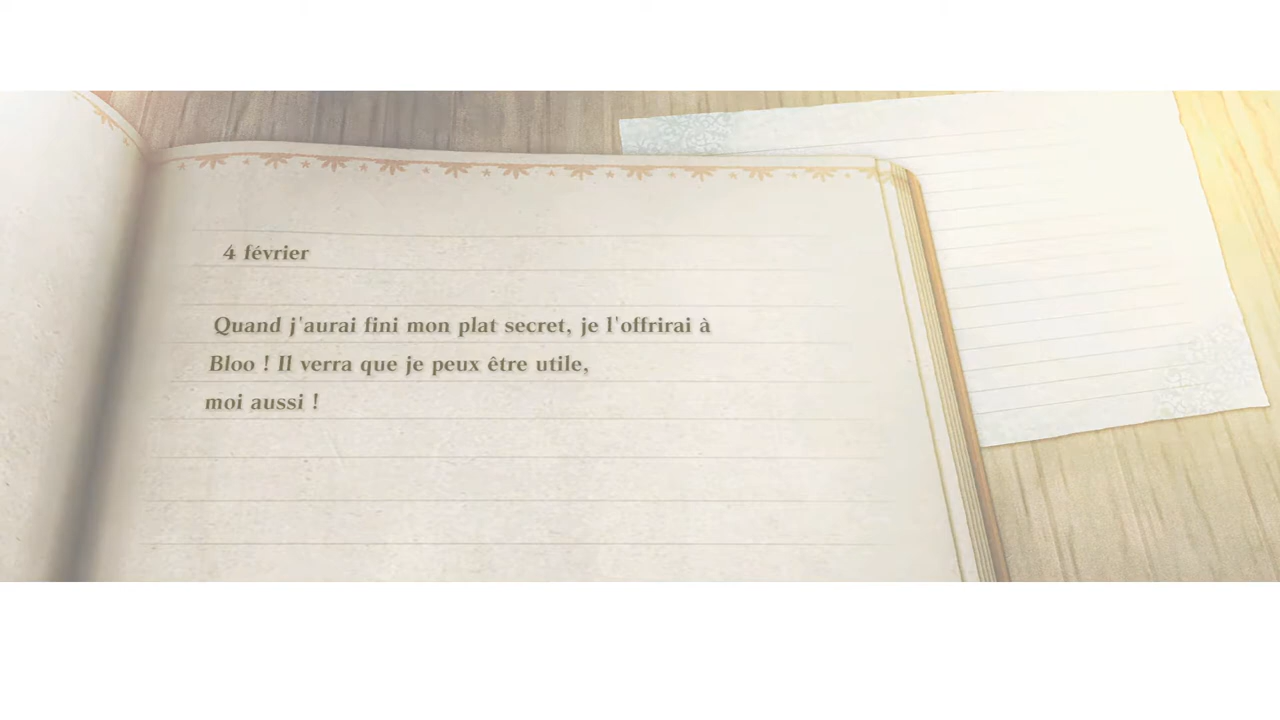 4 février
Quand j'aurai fini mon plat secret, je l'offrirai à
Bloo ! Il verra que je peux être utile,
moi aussi !